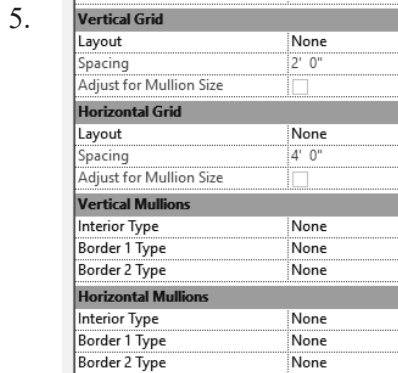 5.
Vertical Grid
Layout None
Spacing 2' 0"
Adjust for Mullion Size
Horizontal Grid
Layout None
Spacing 4' 0"
Adjust for Mullion Size
Vertical Mullions
Interior Type None
Border 1 Type None
Border 2 Type None
Horizontal Mullions
Interior Type None
Border 1 Type None
Border 2 Type None